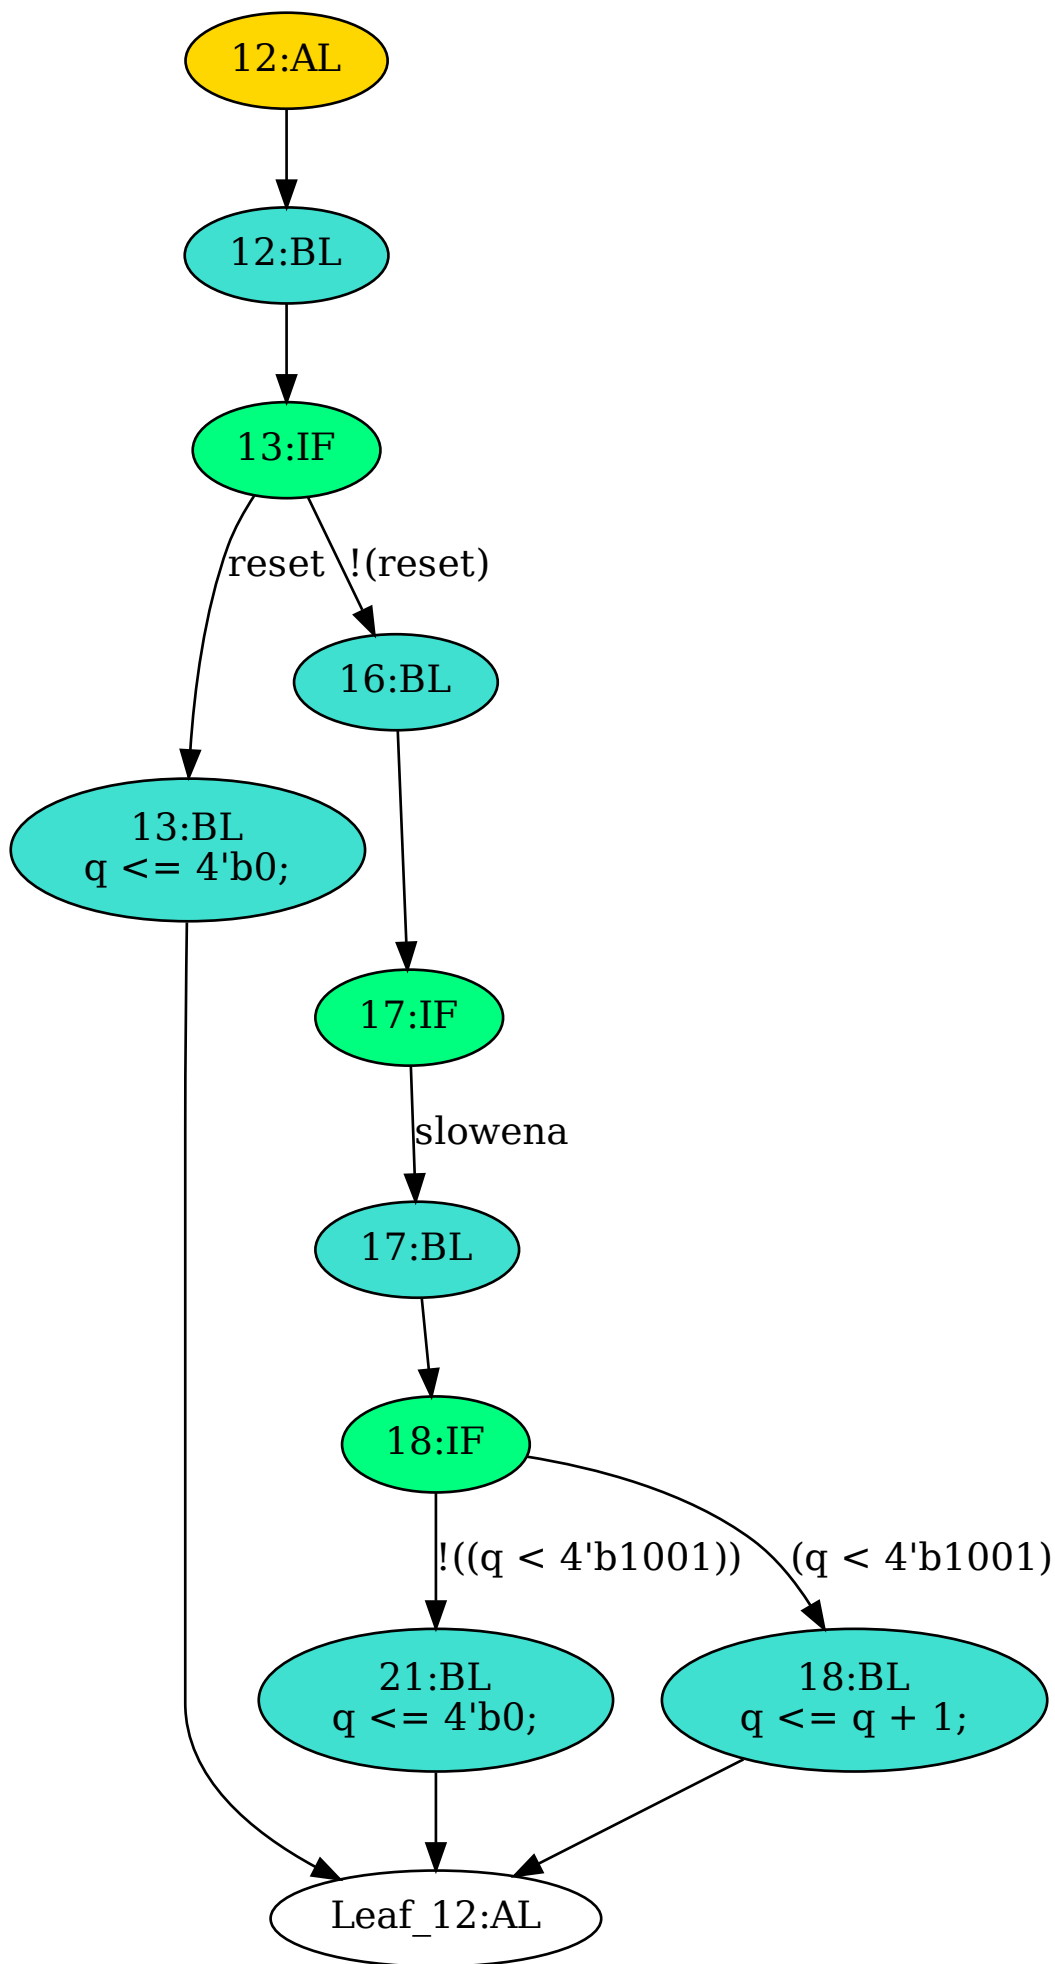 12:AL
12:BL
13:IF
reset
!(reset)
16:BL
13:BL
q <= 4'b0;
17:IF
slowena
17:BL
18:IF
!((q < 4'b1001))
(q < 4'b1001)
21:BL
q <= 4'b0;
18:BL
q <= q + 1;
Leaf_12:AL